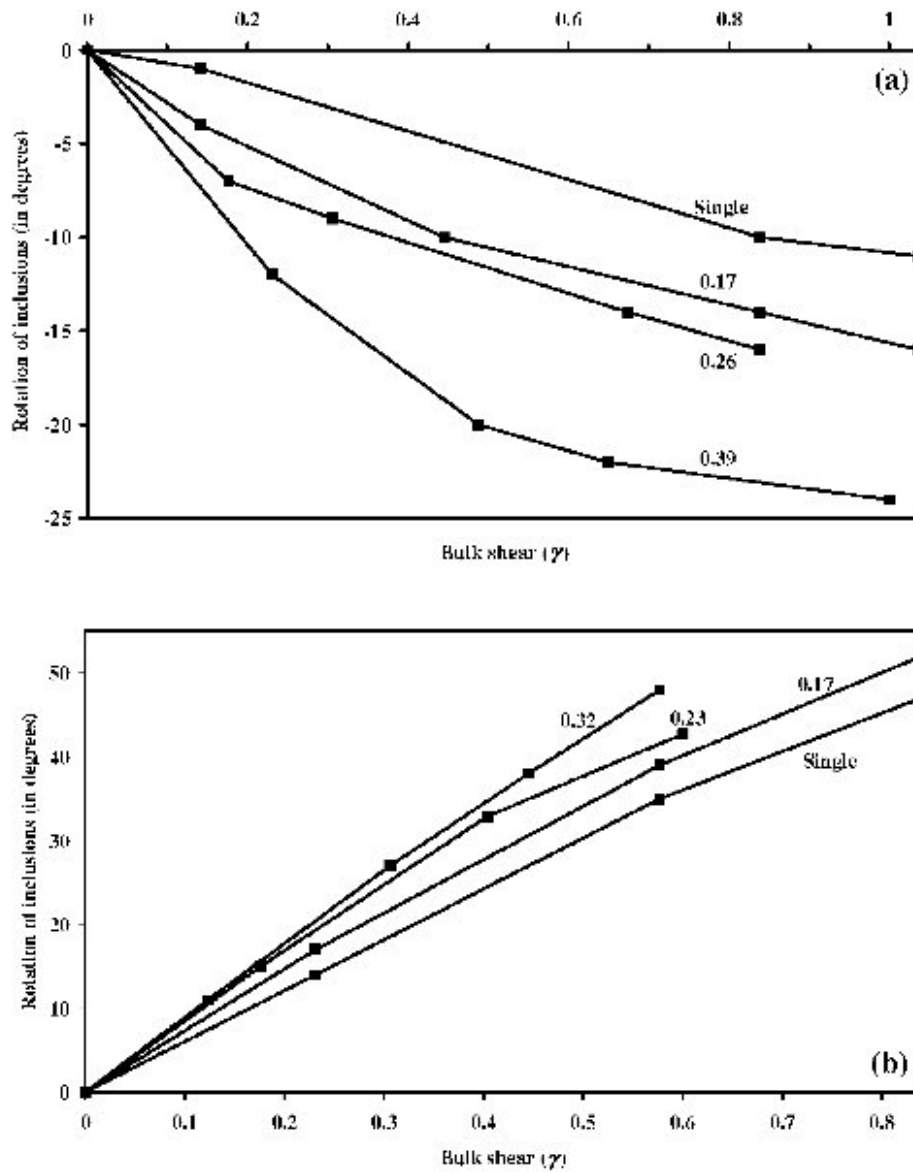 0 0.2 0.4 0.6 0.8 1
0
(a)
-5
Single
-10
0.17
-15
0.26
-20
0.39
-25
Rotation of inclusions (in degrees)
Bulk shear (γ)
50
0.17
0.32 0.23
40
Single
30
20
10
(b)
0
Rotation of inclusions (in degrees)
0 0.1 0.2 0.3 0.4 0.5 0.6 0.7 0.8
Bulk shear (γ)